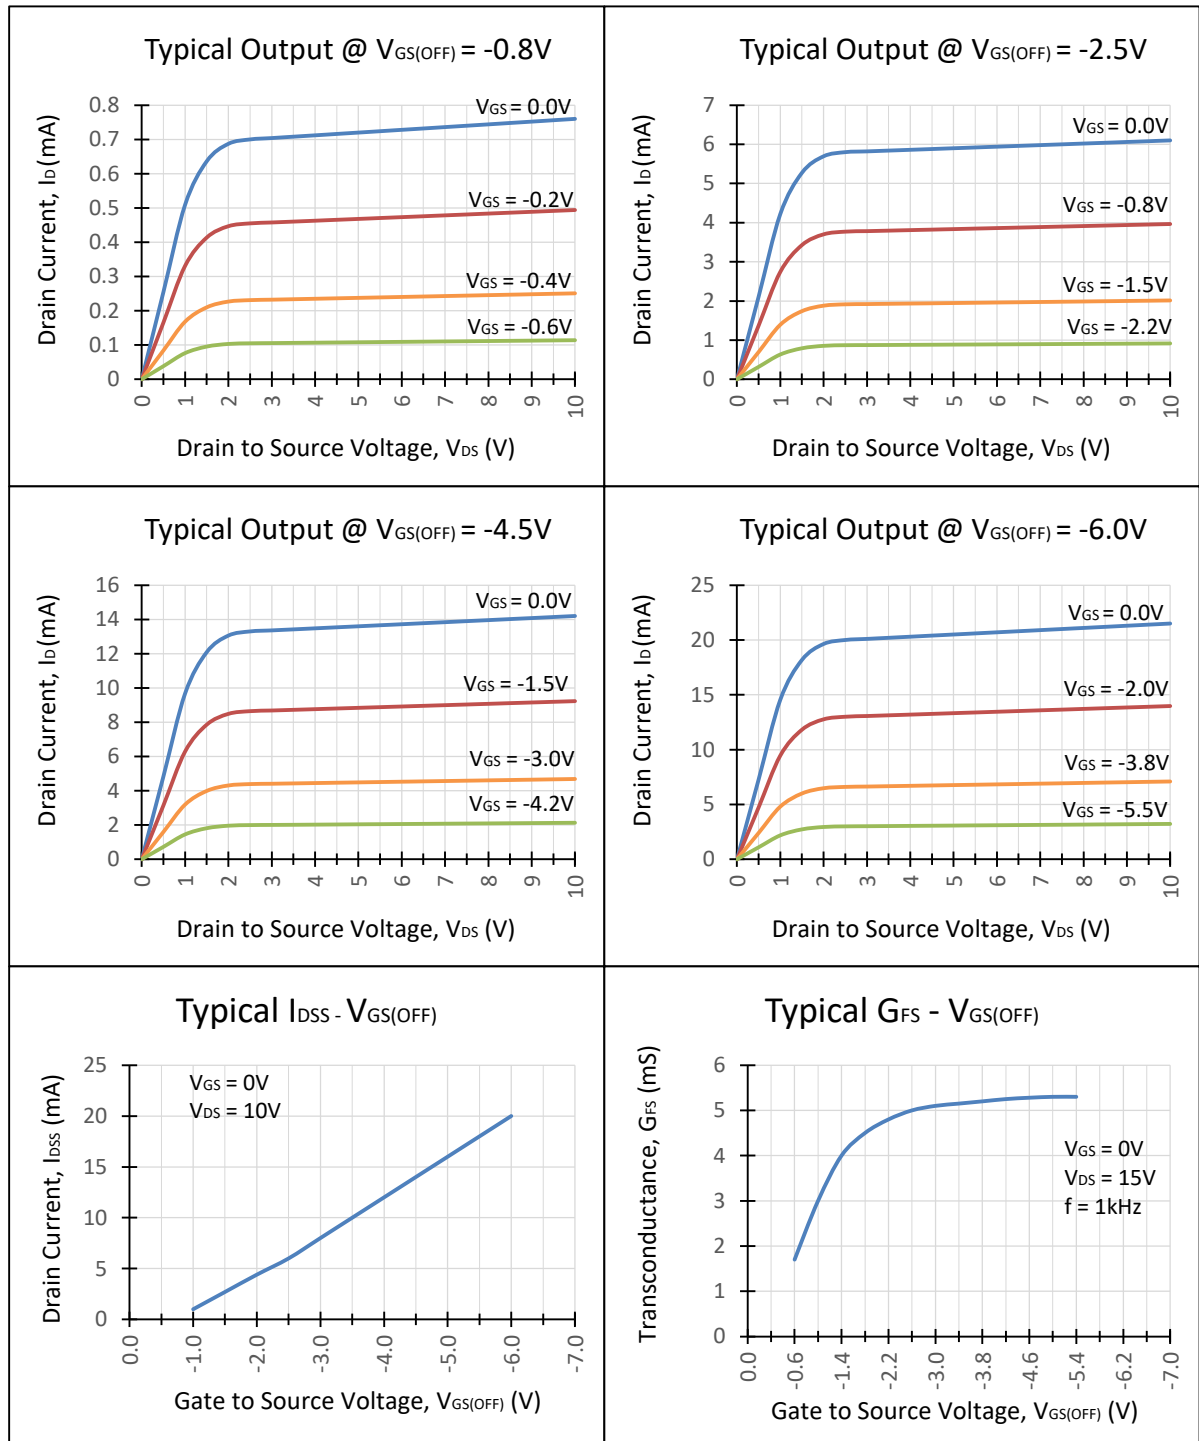 Typical Output @ VGS(OFF) = -0.8V
Drain Current, ID (mA)
0.8
0.7
0.6
0.5
0.4
0.3
0.2
0.1
0
VGS = 0.0V
VGS = -0.2V
VGS = -0.4V
VGS = -0.6V
0 1 2 3 4 5 6 7 8 9 10
Drain to Source Voltage, VDS (V)
Typical Output @ VGS(OFF) = -2.5V
Drain Current, ID (mA)
7
6
5
4
3
2
1
0
VGS = 0.0V
VGS = -0.8V
VGS = -1.5V
VGS = -2.2V
0 1 2 3 4 5 6 7 8 9 10
Drain to Source Voltage, VDS (V)
Typical Output @ VGS(OFF) = -4.5V
Drain Current, ID (mA)
16
14
12
10
8
6
4
2
0
VGS = 0.0V
VGS = -1.5V
VGS = -3.0V
VGS = -4.2V
0 1 2 3 4 5 6 7 8 9 10
Drain to Source Voltage, VDS (V)
Typical Output @ VGS(OFF) = -6.0V
Drain Current, ID (mA)
25
20
15
10
5
0
VGS = 0.0V
VGS = -2.0V
VGS = -3.8V
VGS = -5.5V
0 1 2 3 4 5 6 7 8 9 10
Drain to Source Voltage, VDS (V)
Typical IDSS - VGS(OFF)
Drain Current, IDSS (mA)
25
20
15
10
5
0
VGS = 0V
VDS = 10V
0.0 -1.0 -2.0 -3.0 -4.0 -5.0 -6.0 -7.0
Gate to Source Voltage, VGS(OFF) (V)
Typical GFS - VGS(OFF)
Transconductance, GFS (mS)
6
5
4
3
2
1
0
VGS = 0V
VDS = 15V
f = 1kHz
0.0 -0.6 -1.4 -2.2 -3.0 -3.8 -4.6 -5.4 -6.2 -7.0
Gate to Source Voltage, VGS(OFF) (V)